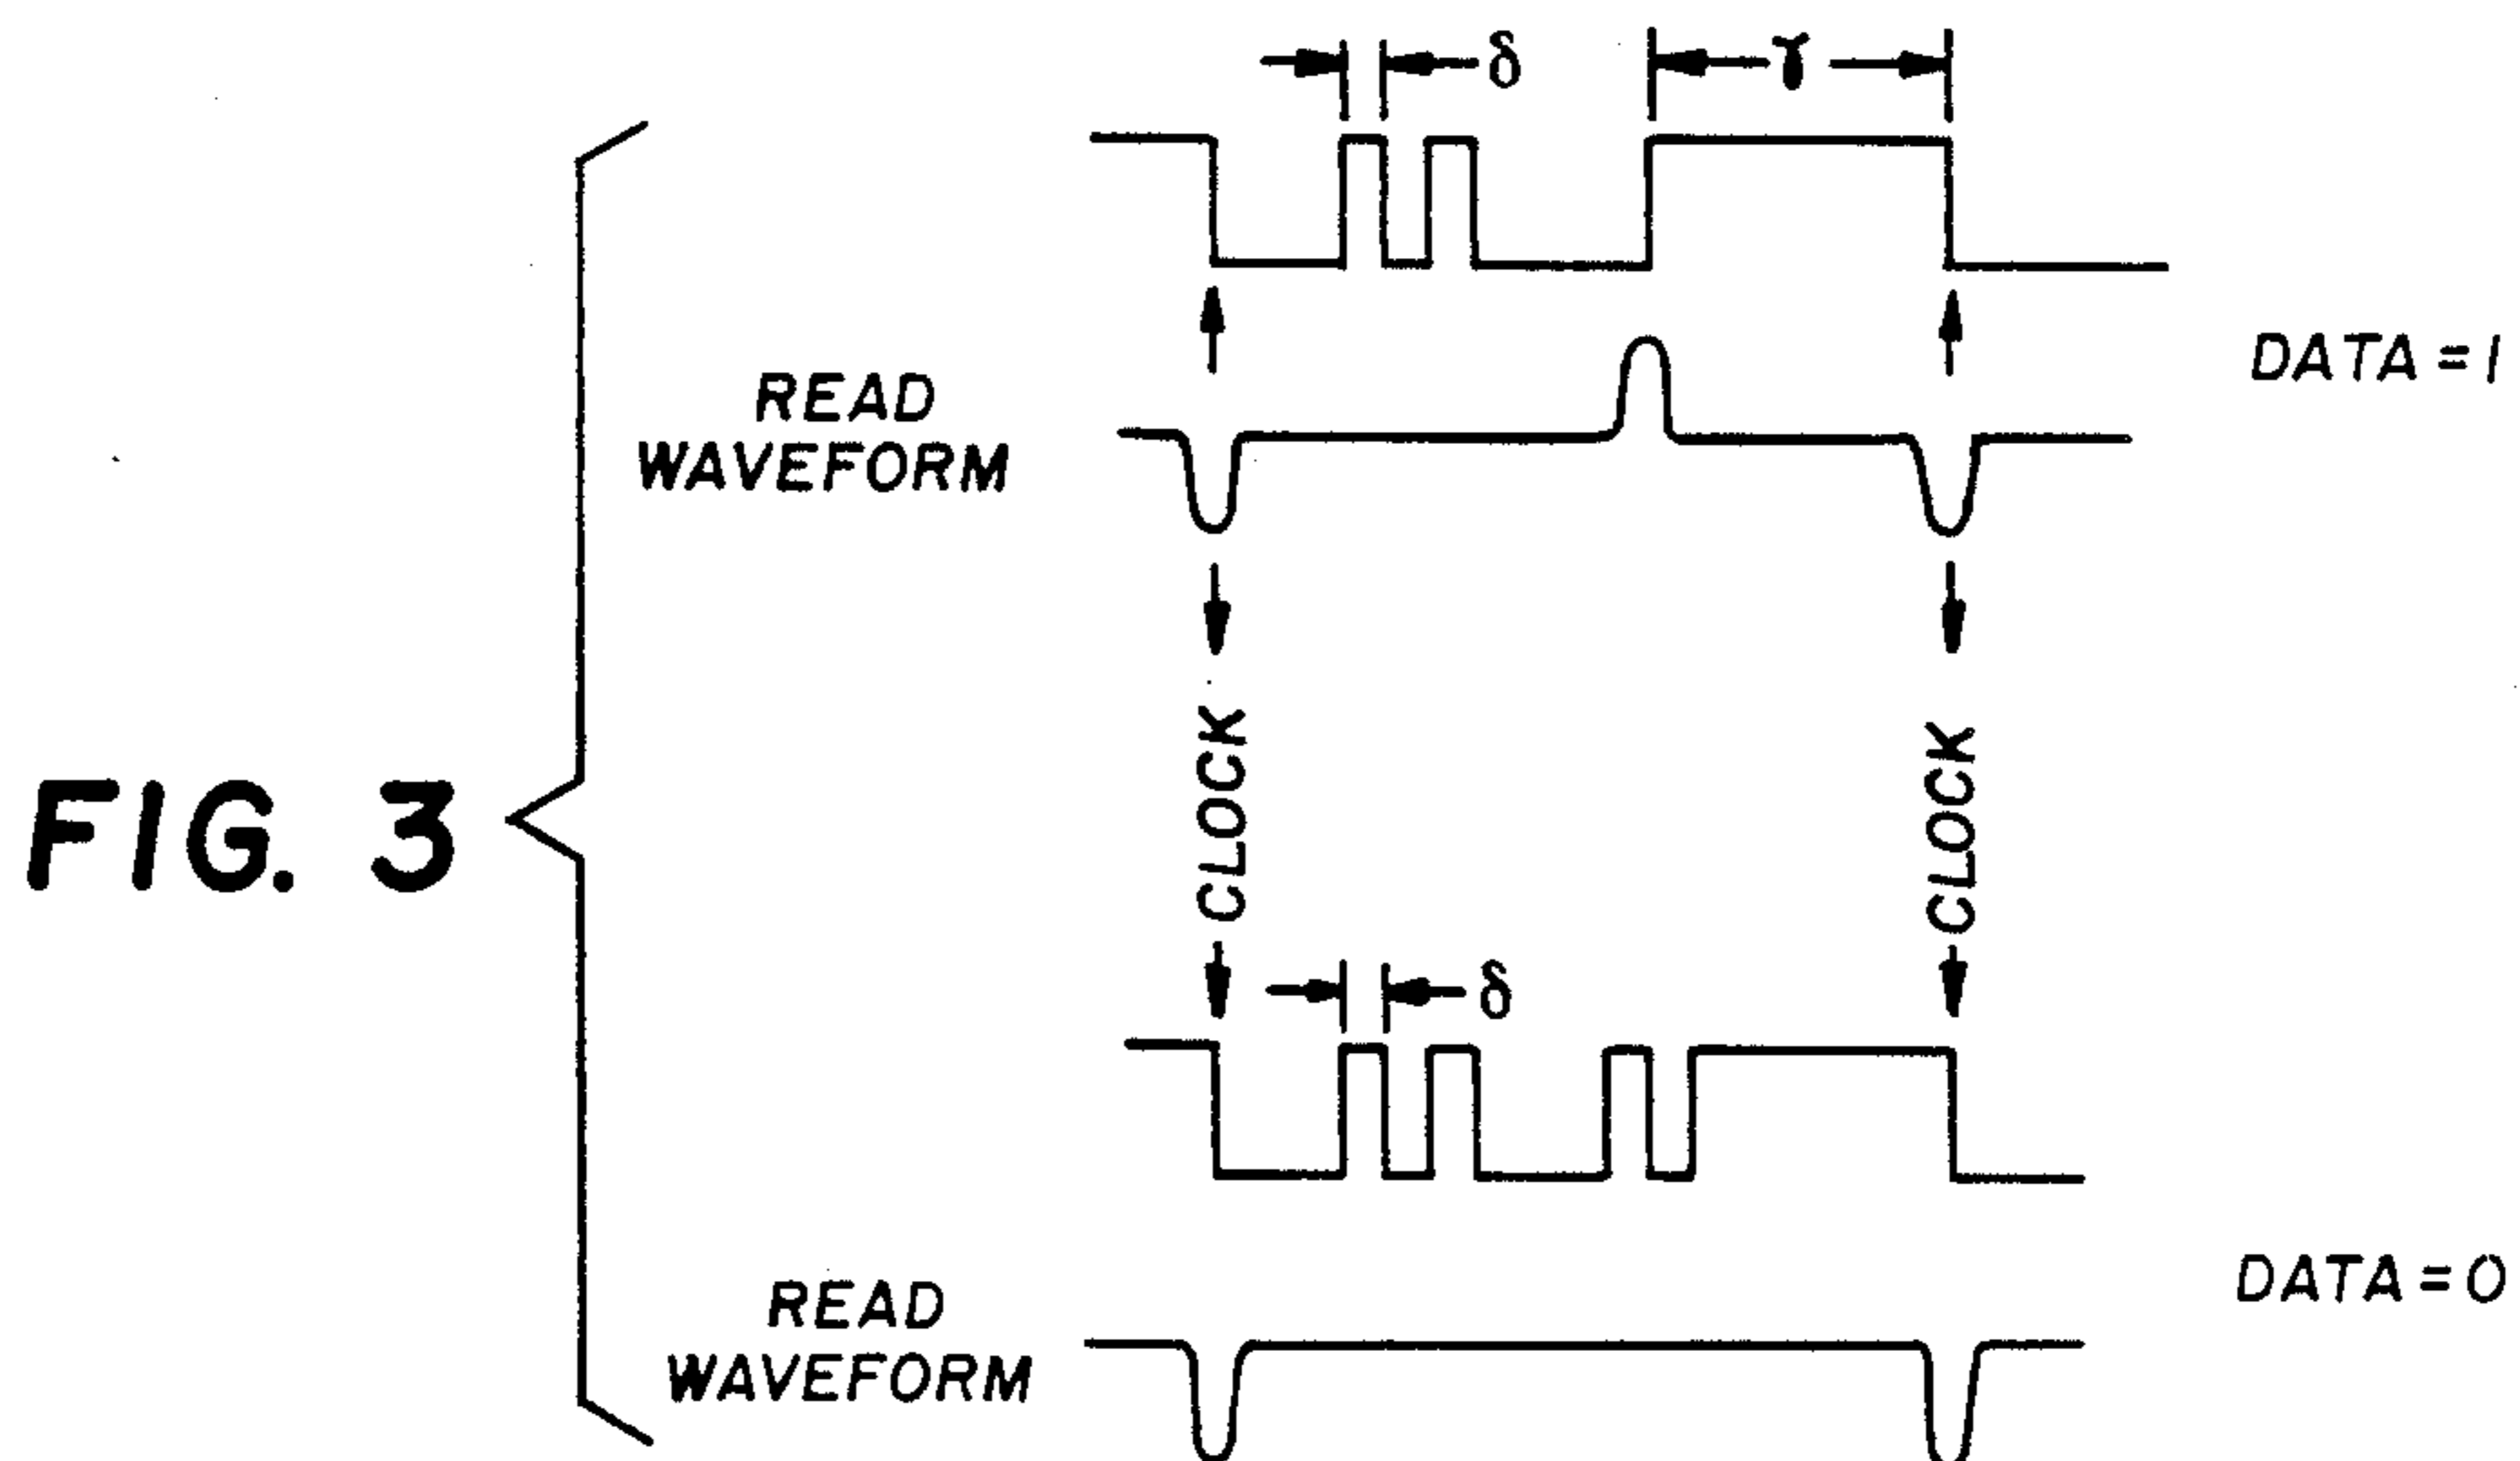 δ
γ
DATA = 1
READ
WAVEFORM
FIG. 3
CLOCK
CLOCK
δ
DATA = 0
READ
WAVEFORM